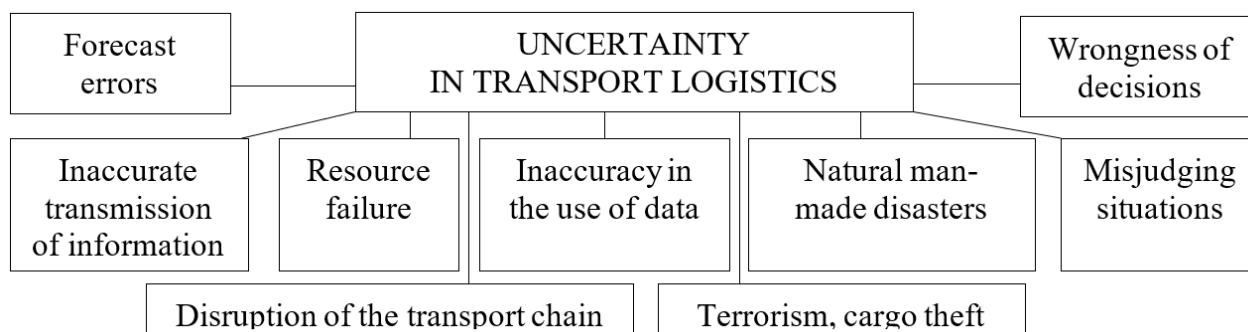 Forecast
errors
UNCERTAINTY
IN TRANSPORT LOGISTICS
Wrongness of
decisions
Inaccurate
transmission
of information
Resource
failure
Inaccuracy in
the use of data
Natural man-
made disasters
Misjudging
situations
Disruption of the transport chain
Terrorism, cargo theft